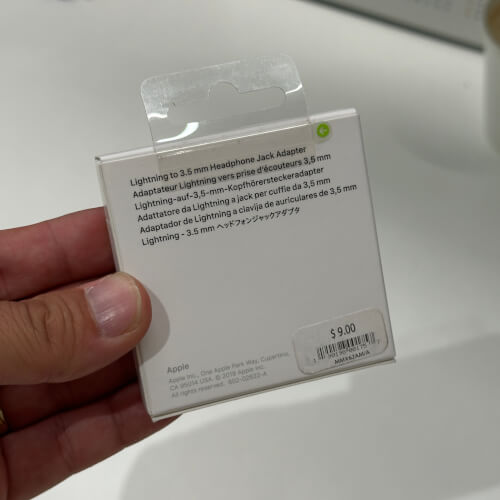 Lightning to 3.5 mm Headphone Jack Adapter
Adaptateur Lightning vers prise d'écouteurs 3,5 mm
Lightning-auf-3,5-mm-Kopfhörersteckeradapter
Adattatore da Lightning a jack per cuffie da 3,5 mm
Adaptador de Lightning a clavija de auriculares de 3,5 mm
Lightning - 3.5 mm ヘッドフォンジャックアダプタ
$ 9.00
MMX62AM/A
Apple
Apple Inc., One Apple Park Way, Cupertino,
CA 95014 USA. © 2019 Apple Inc.
All rights reserved. 602-02622-A